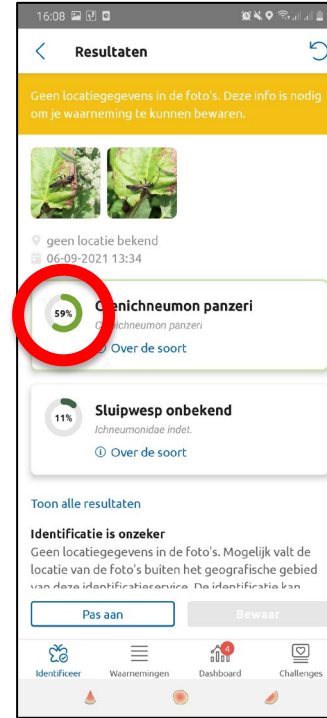 16:08
Resultaten
Geen locatiegegevens in de foto's. Deze info is nodig
om je waarneming te kunnen bewaren.
geen locatie bekend
06-09-2021 13:34
59%
panzeri
panzeri
Over de soort
11%
Sluipwesp onbekend
Ichneumonidae indet.
Over de soort
Toon alle resultaten
Identificatie is onzeker
Geen locatiegegevens in de foto's. Mogelijk valt de
locatie van de foto's buiten het geografische gebied
van deze identificatieservice. De identificatie kan
Pas aan
Bewaar
4
Identificeer
Waarnemingen
Dashboard
Challenges